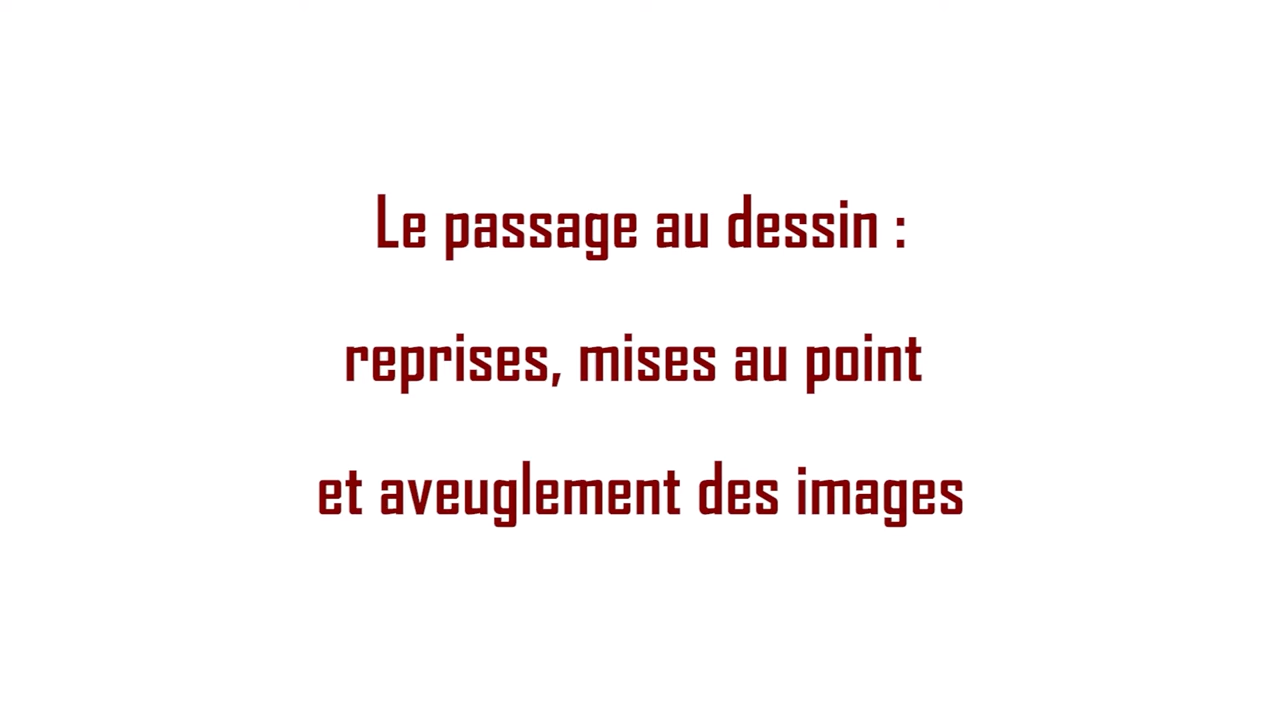 Le passage au dessin :
reprises, mises au point
et aveuglement des images